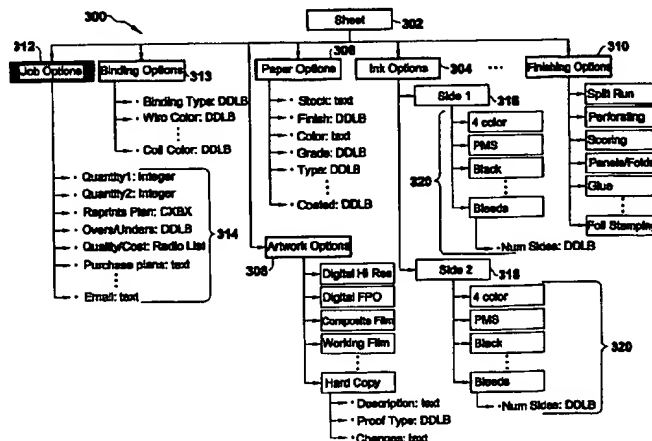 300
Sheet
302
312
Job Options
Binding Options
313
308
Paper Options
Ink Options
304
...
310
Finishing Options
Binding Type: DDLB
Wiro Color: DDLB
Coil Color: DDLB
Stock: text
Finish: DDLB
Color: text
Grade: DDLB
Type: DDLB
Coated: DDLB
Side 1
316
4 color
PMS
Black
Bleeds
320
Num Sides: DDLB
Split Run
Perforating
Scoring
Panels/Folds
Glue
Foil Stamping
Quantity1: Integer
Quantity2: Integer
Reprints Plan: CXBX
Overs/Unders: DDLB
Quality/Cost: Radio List
Purchase plans: text
Email: text
314
Artwork Options
306
Digital Hi Res
Digital FPO
Composite Film
Working Film
Hard Copy
Description: text
Proof Type: DDLB
Changes: text
Side 2
318
4 color
PMS
Black
Bleeds
320
Num Sides: DDLB